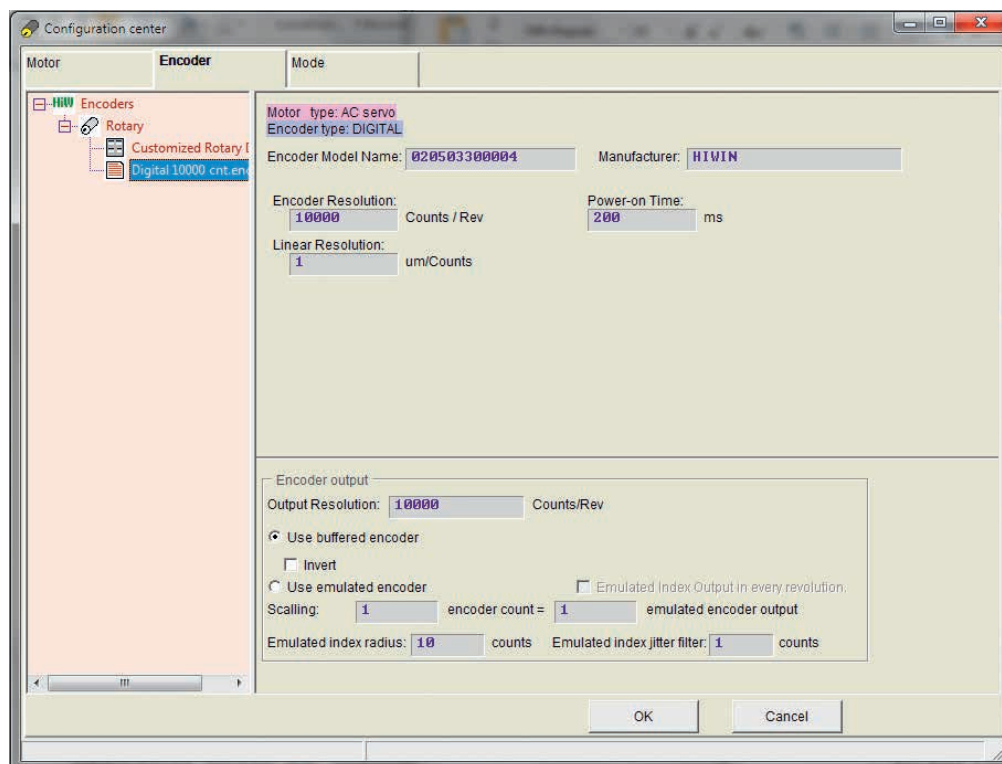 Configuration center
Motor Encoder Mode
HiW Encoders
Rotary
Customized Rotary D
Digital 10000 cnt.enc
Motor type: AC servo
Encoder type: DIGITAL
Encoder Model Name: 020503300004 Manufacturer: HIWIN
Encoder Resolution: Power-on Time:
10000 Counts / Rev 200 ms
Linear Resolution:
1 um/Counts
Encoder output
Output Resolution: 10000 Counts/Rev
Use buffered encoder
Invert
Use emulated encoder Emulated Index Output in every revolution.
Scalling: 1 encoder count = 1 emulated encoder output
Emulated index radius: 10 counts Emulated index jitter filter: 1 counts
OK Cancel